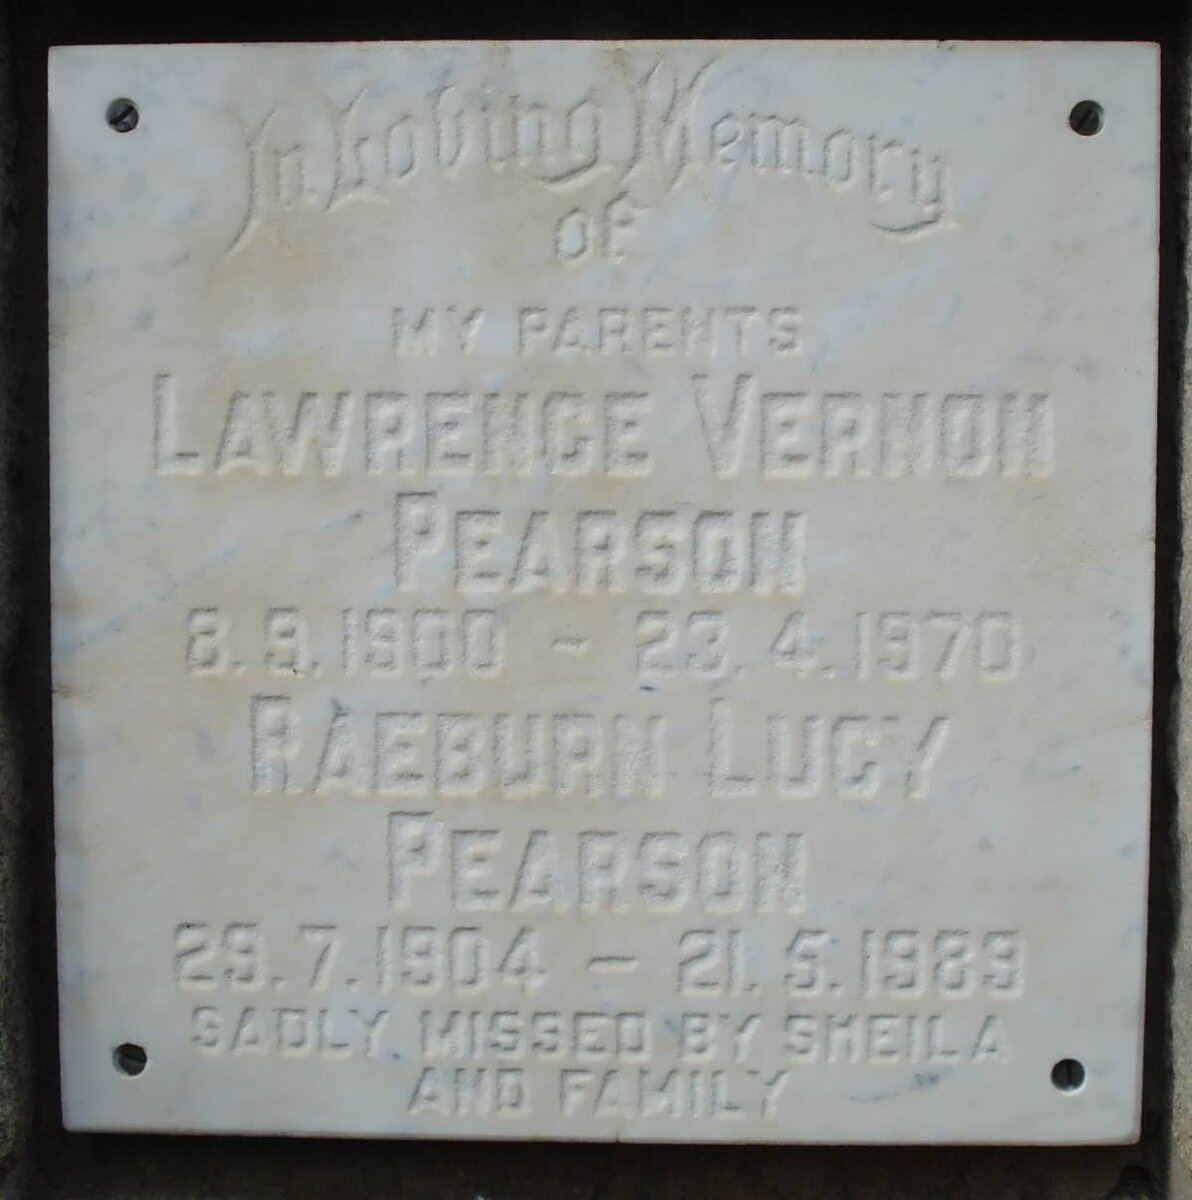 In Loving Memory
of
MY PARENTS
LAWRENCE VERNON
PEARSON
8.9.1900 - 23.4.1970
RAEBURN LUCY
PEARSON
29.7.1904 - 21.5.1989
SADLY MISSED BY SHEILA
AND FAMILY